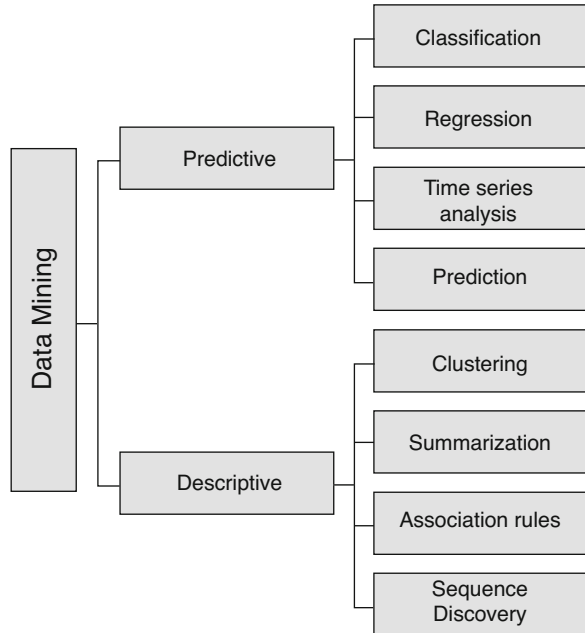 Data Mining
Predictive
Classification
Regression
Time series
analysis
Prediction
Descriptive
Clustering
Summarization
Association rules
Sequence
Discovery